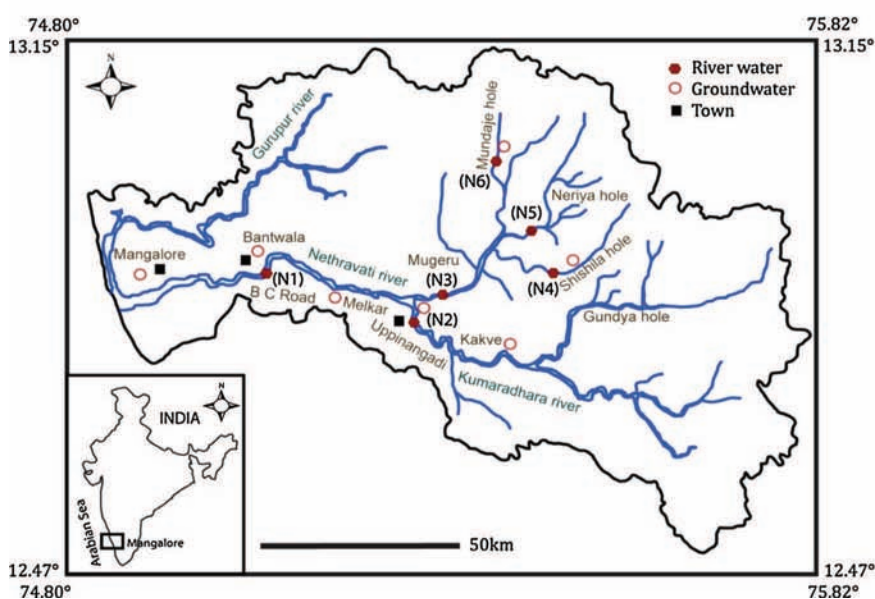 74.80°
75.82°
13.15°
13.15°
N
River water
Groundwater
Town
Gurupur river
Mundaje hole
(N6)
Neriya hole
(N5)
Bantwala
Mangalore
Nethravati river
Mugeru
(N3)
(N4)
Shishila hole
(N1)
B C Road
Melkar
(N2)
Uppinangadi
Kakve
Gundya hole
Kumaradhara river
N
INDIA
Arabian Sea
Mangalore
50km
12.47°
12.47°
74.80°
75.82°